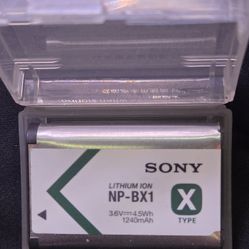 SONY
LITHIUM ION
NP-BX1
3.6V⎓4.5Wh
1240mAh
X
TYPE